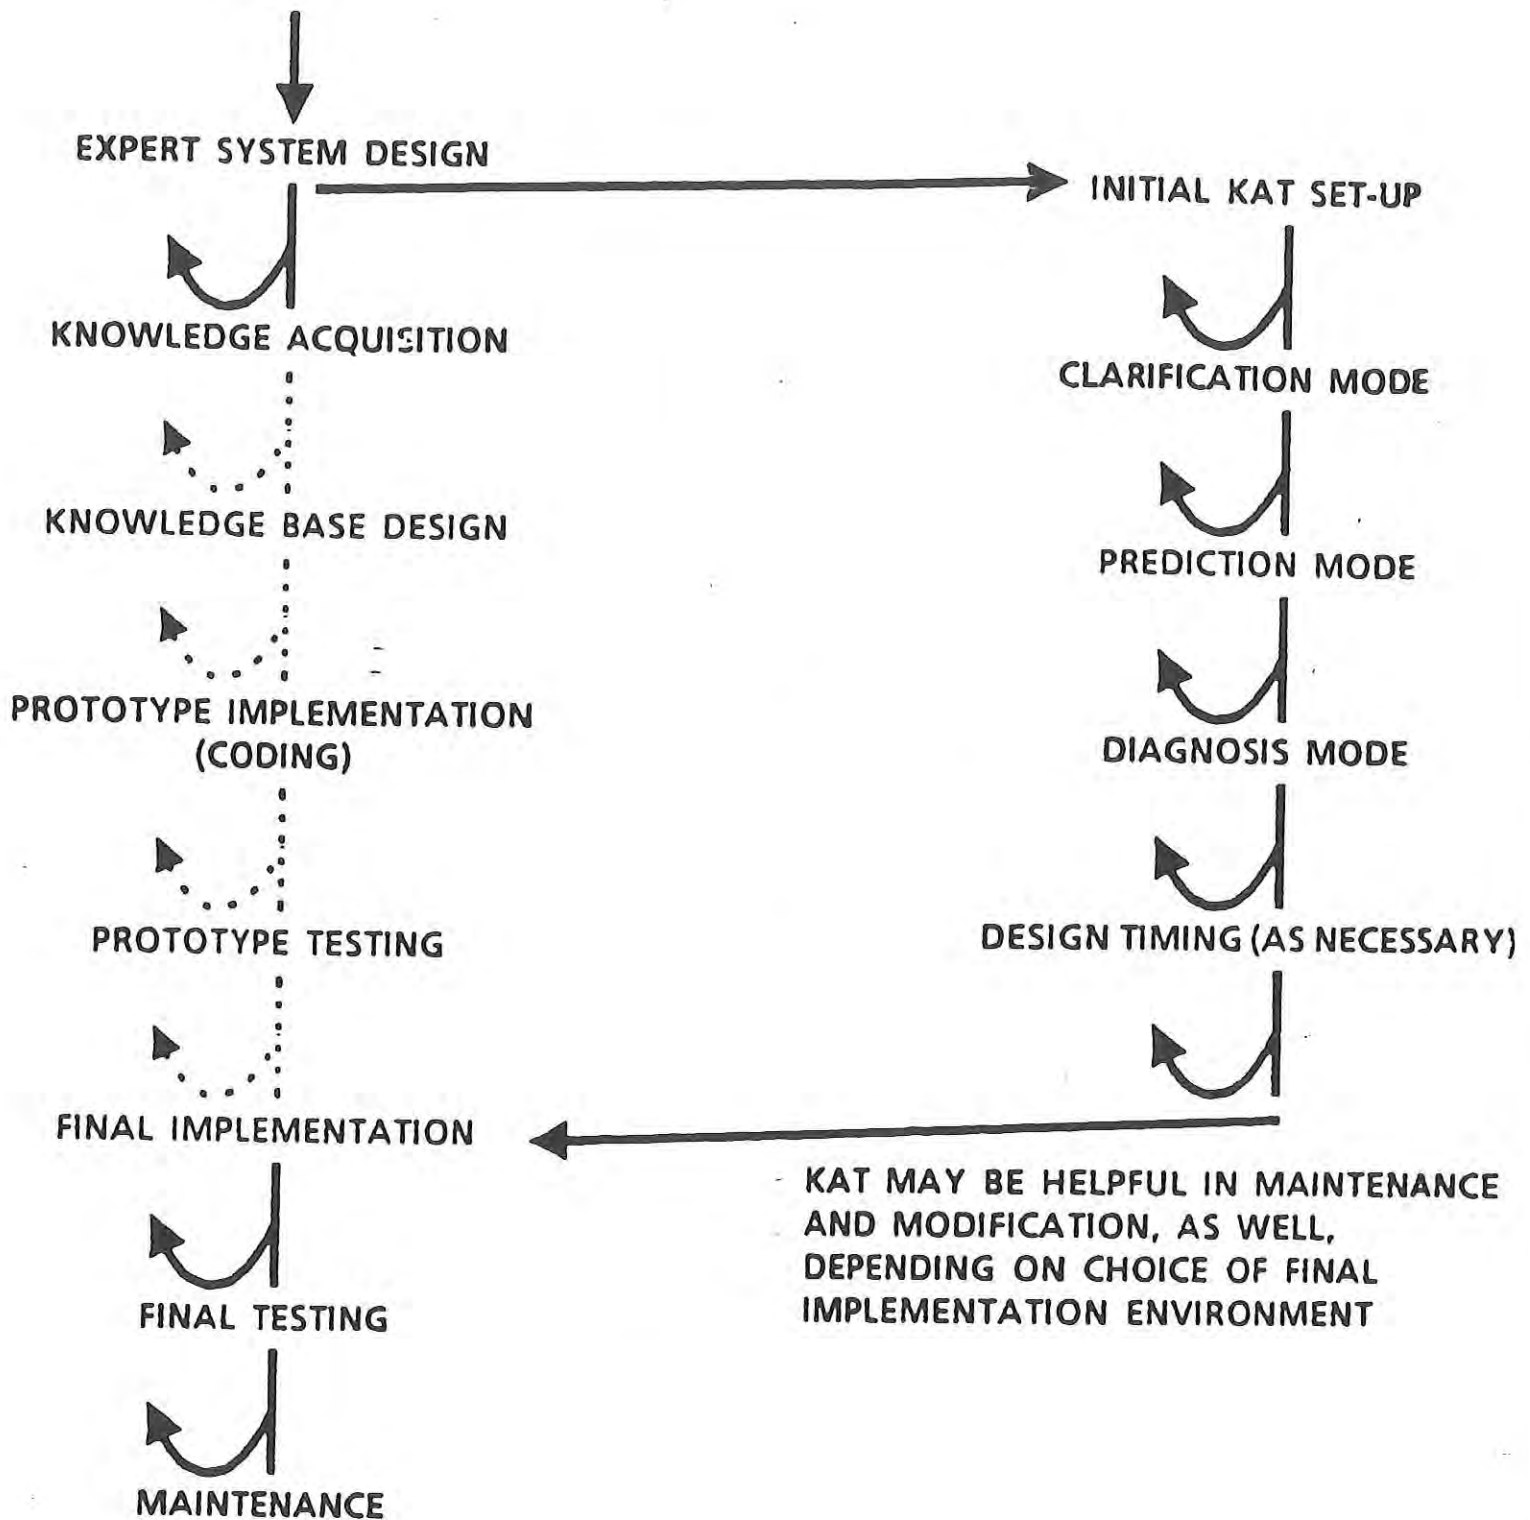 EXPERT SYSTEM DESIGN
INITIAL KAT SET-UP
KNOWLEDGE ACQUISITION
CLARIFICATION MODE
KNOWLEDGE BASE DESIGN
PREDICTION MODE
PROTOTYPE IMPLEMENTATION
(CODING)
DIAGNOSIS MODE
PROTOTYPE TESTING
DESIGN TIMING (AS NECESSARY)
FINAL IMPLEMENTATION
KAT MAY BE HELPFUL IN MAINTENANCE
AND MODIFICATION, AS WELL,
DEPENDING ON CHOICE OF FINAL
IMPLEMENTATION ENVIRONMENT
FINAL TESTING
MAINTENANCE